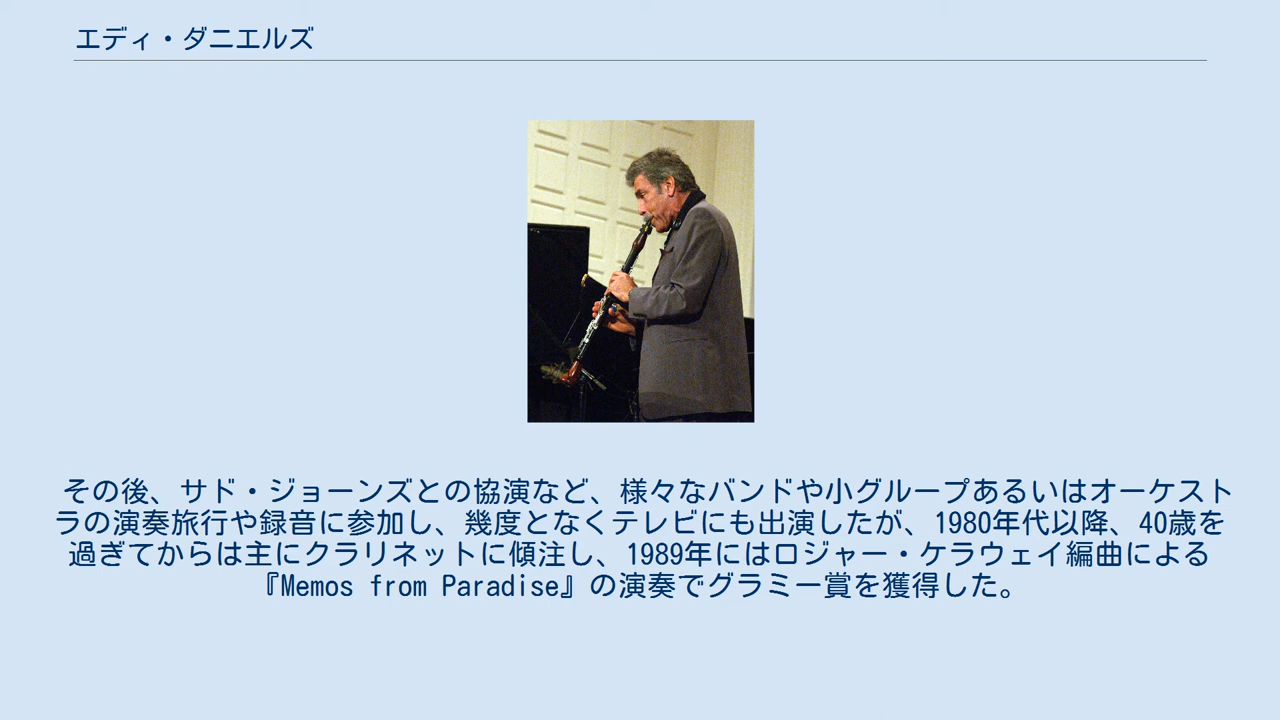 エディ・ダニエルズ
その後、サド・ジョーンズとの協演など、様々なバンドや小グループあるいはオーケスト
ラの演奏旅行や録音に参加し、幾度となくテレビにも出演したが、1980年代以降、40歳を
過ぎてからは主にクラリネットに傾注し、1989年にはロジャー・ケラウェイ編曲による
『Memos from Paradise』の演奏でグラミー賞を獲得した。